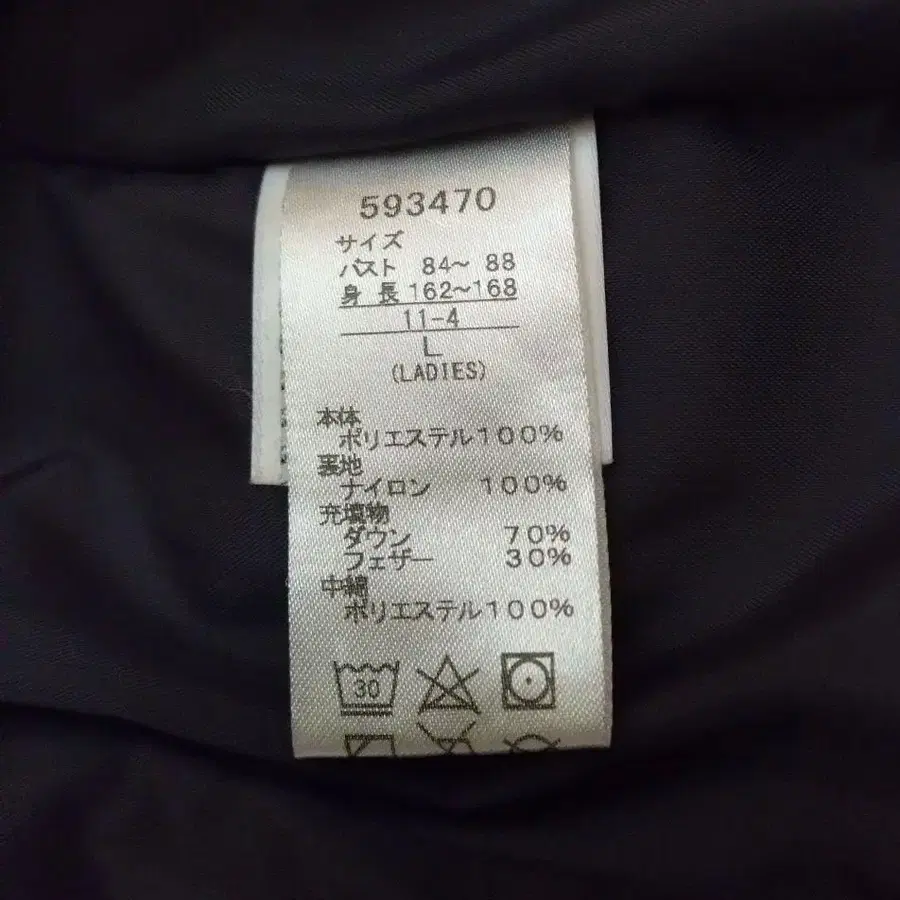 593470
サイズ
バスト 84～ 88
身 長 162～168
11-4
L
(LADIES)
本体
ポリエステル100%
裏地
ナイロン 100%
充填物
ダウン 70%
フェザー 30%
中綿
ポリエステル100%
30